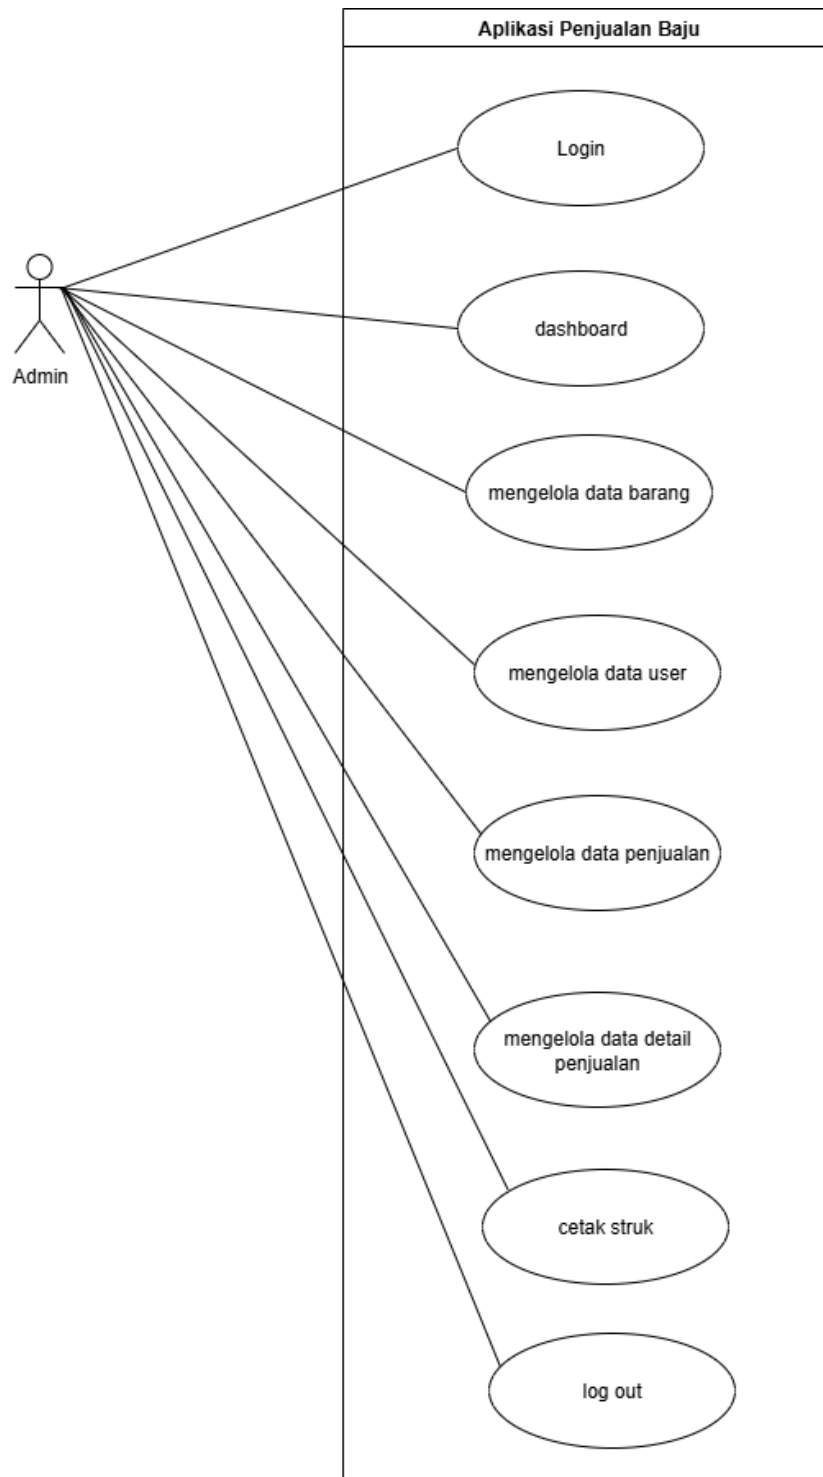 Aplikasi Penjualan Baju
Login
dashboard
Admin
mengelola data barang
mengelola data user
mengelola data penjualan
mengelola data detail
penjualan
cetak struk
log out